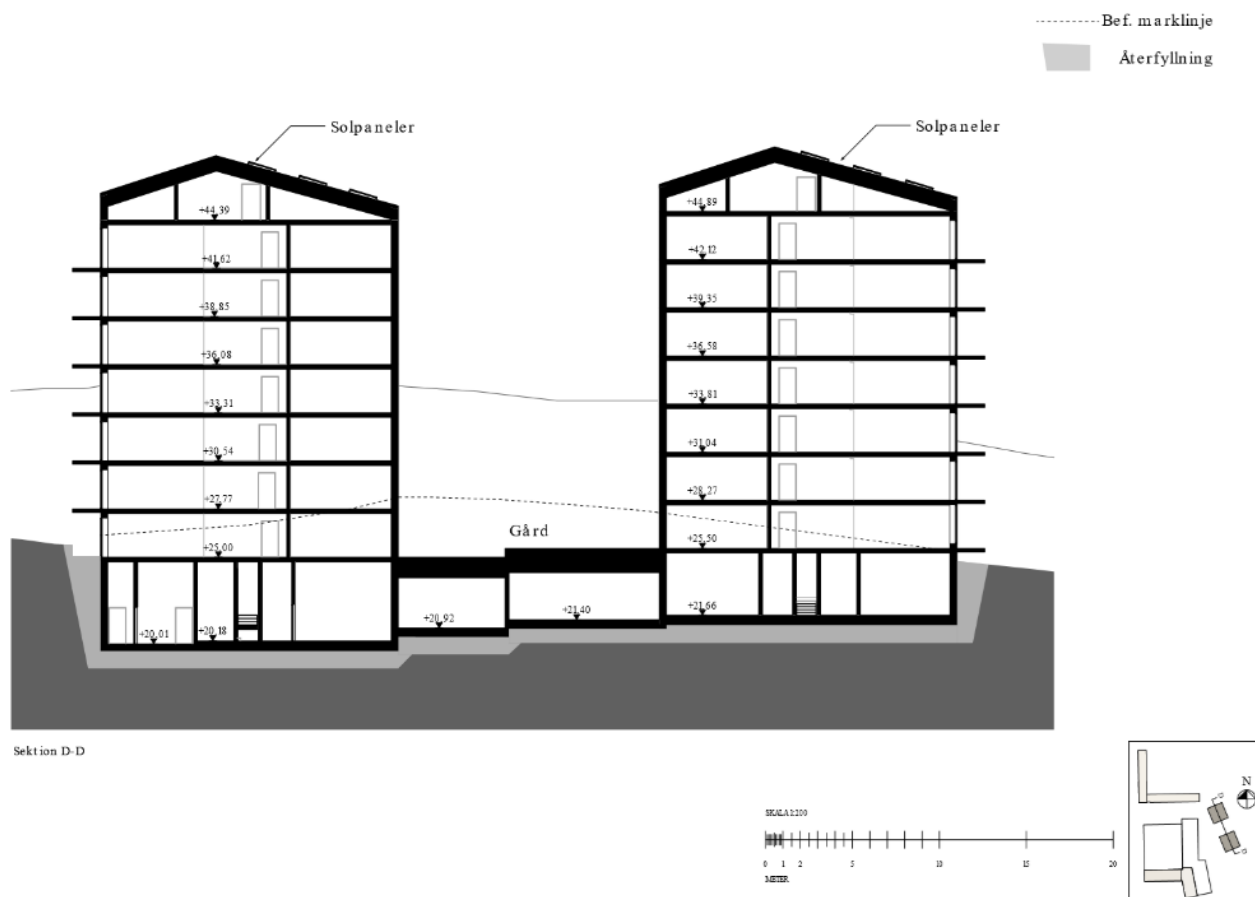 Bef. marklinje
Återfyllning
Solpaneler
Solpaneler
+44.39
+44.89
+41.62
+42.12
+38.85
+39.35
+36.08
+36.58
+33.31
+33.81
+30.54
+31.04
+27.77
+28.27
Gård
+25.00
+25.50
+20.01
+20.18
+20.92
+21.40
+21.66
Sektion D-D
SKALA 1:200
0 1 2 5 10 15 20
METER
N